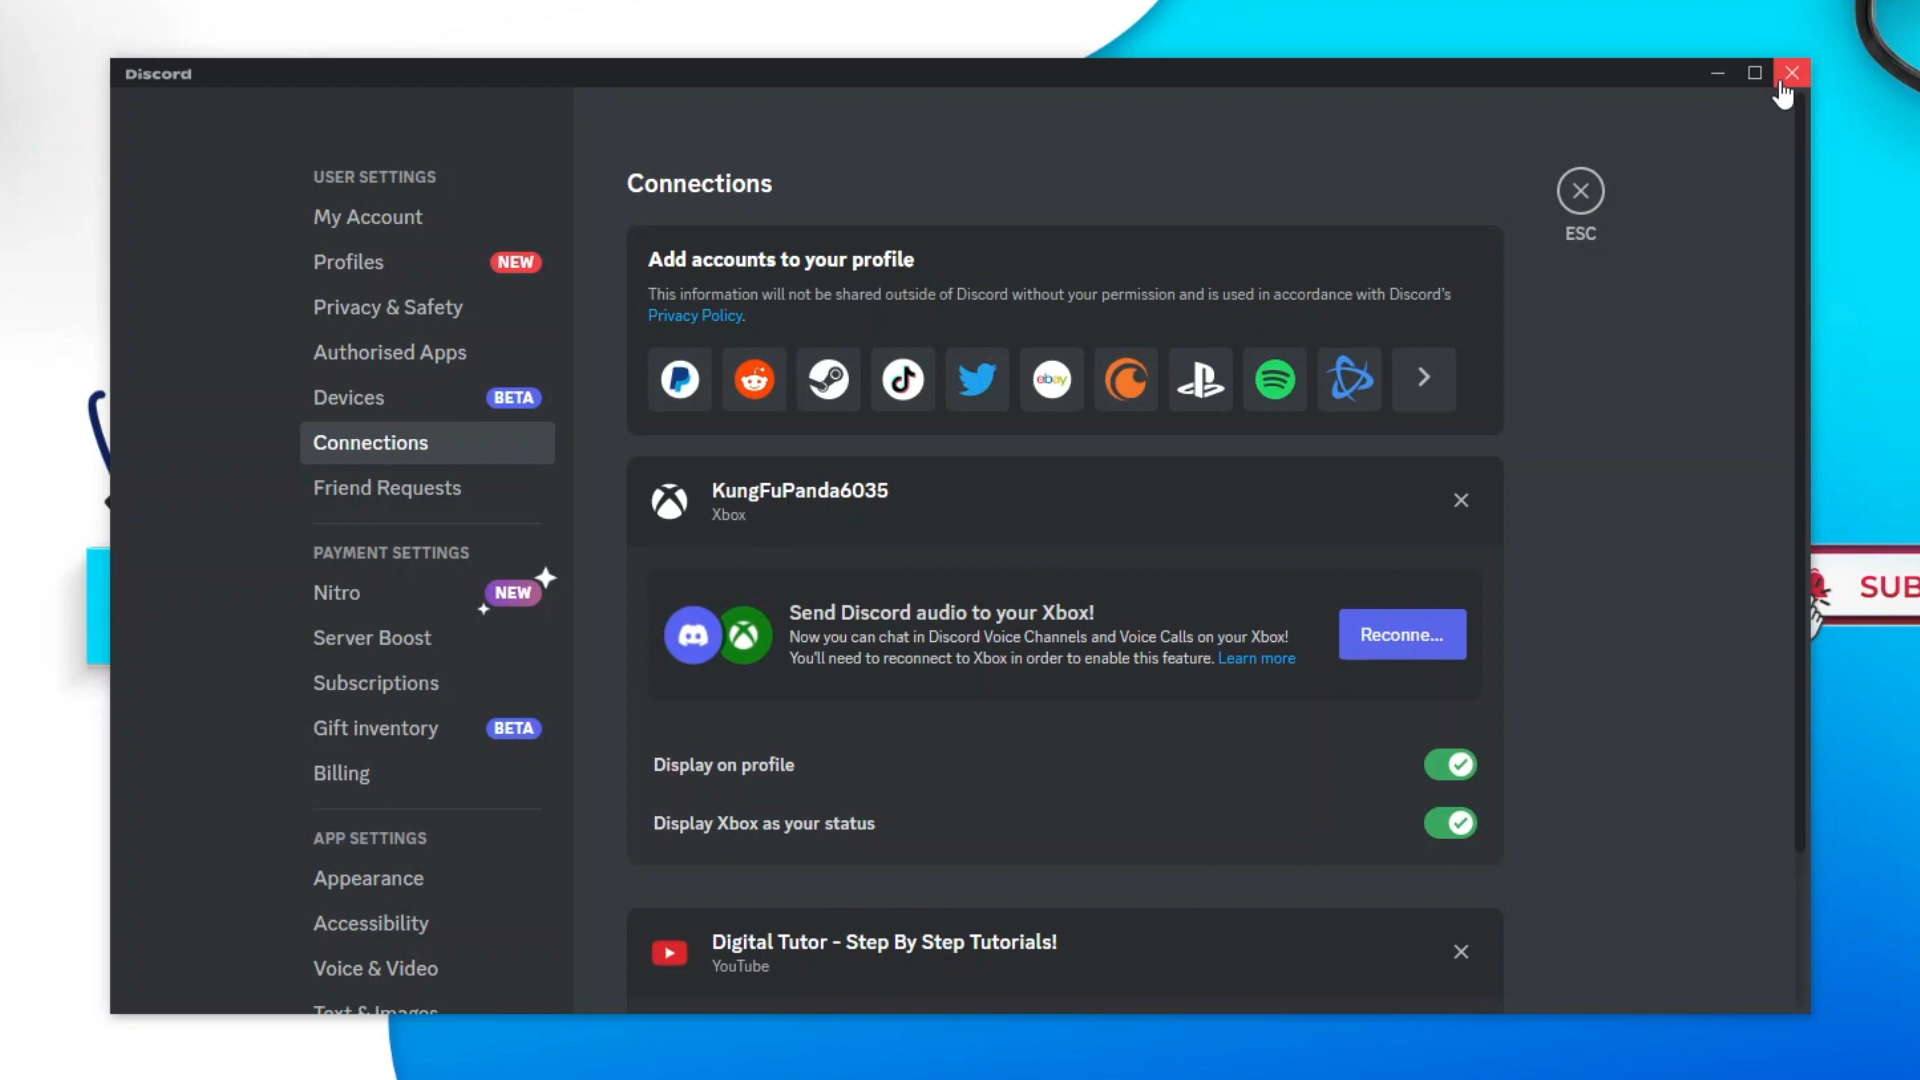 Discord
USER SETTINGS
My Account
Profiles NEW
Privacy & Safety
Authorised Apps
Devices BETA
Connections
Friend Requests
PAYMENT SETTINGS
Nitro NEW
Server Boost
Subscriptions
Gift inventory BETA
Billing
APP SETTINGS
Appearance
Accessibility
Voice & Video
Text & Images
Connections
Add accounts to your profile
This information will not be shared outside of Discord without your permission and is used in accordance with Discord's
Privacy Policy.
ebay
KungFuPanda6035
Xbox
Send Discord audio to your Xbox!
Now you can chat in Discord Voice Channels and Voice Calls on your Xbox!
You'll need to reconnect to Xbox in order to enable this feature. Learn more
Reconne...
Display on profile
Display Xbox as your status
Digital Tutor - Step By Step Tutorials!
YouTube
ESC
SUB